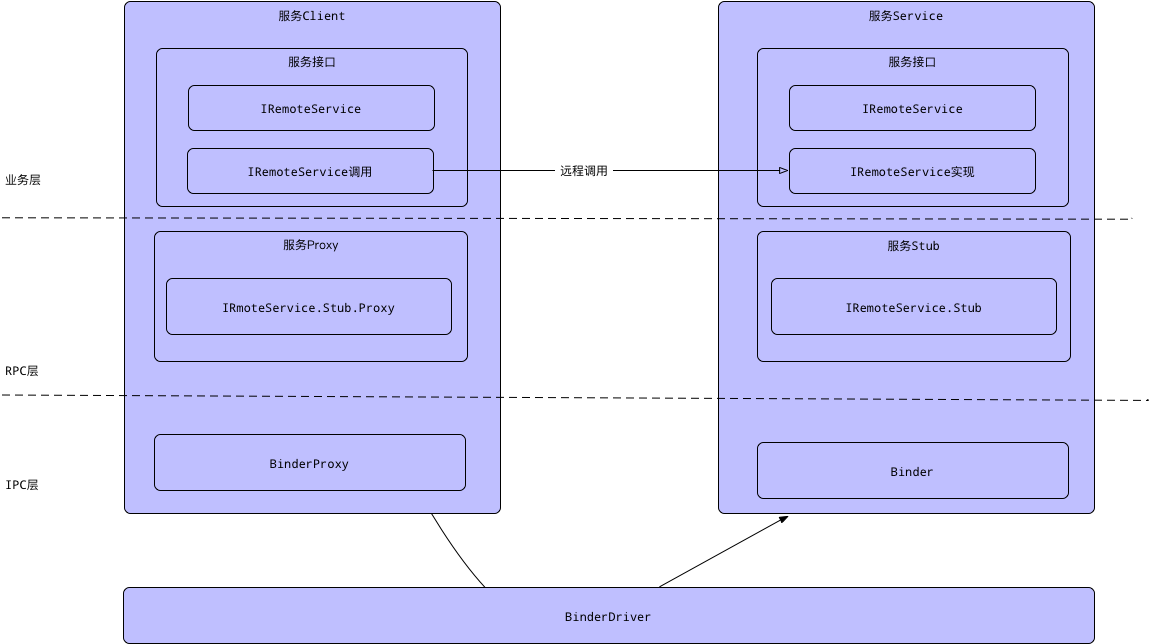 服务Client
服务Service
服务接口
服务接口
IRemoteService
IRemoteService
IRemoteService调用
远程调用
IRemoteService实现
业务层
服务Proxy
服务Stub
IRmoteService.Stub.Proxy
IRemoteService.Stub
RPC层
BinderProxy
Binder
IPC层
BinderDriver